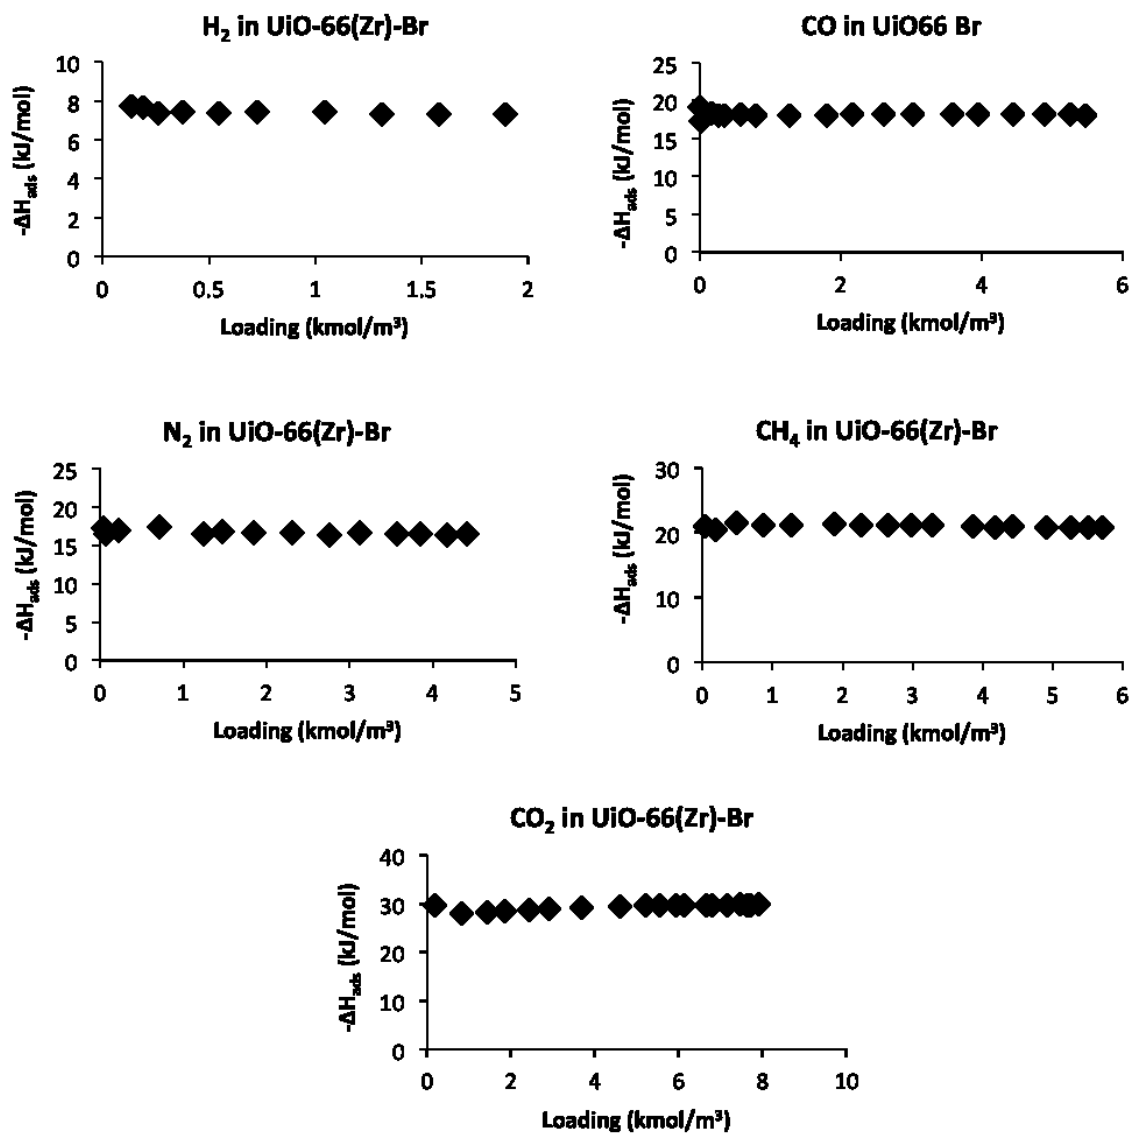 H₂ in UiO-66(Zr)-Br
10
8
6
4
2
0
-ΔH_ads (kJ/mol)
0 0.5 1 1.5 2
Loading (kmol/m³)
CO in UiO66 Br
25
20
15
10
5
0
-ΔH_ads (kJ/mol)
0 2 4 6
Loading (kmol/m³)
N₂ in UiO-66(Zr)-Br
25
20
15
10
5
0
-ΔH_ads (kJ/mol)
0 1 2 3 4 5
Loading (kmol/m³)
CH₄ in UiO-66(Zr)-Br
30
20
10
0
-ΔH_ads (kJ/mol)
0 1 2 3 4 5 6
Loading (kmol/m³)
CO₂ in UiO-66(Zr)-Br
40
30
20
10
0
-ΔH_ads (kJ/mol)
0 2 4 6 8 10
Loading (kmol/m³)